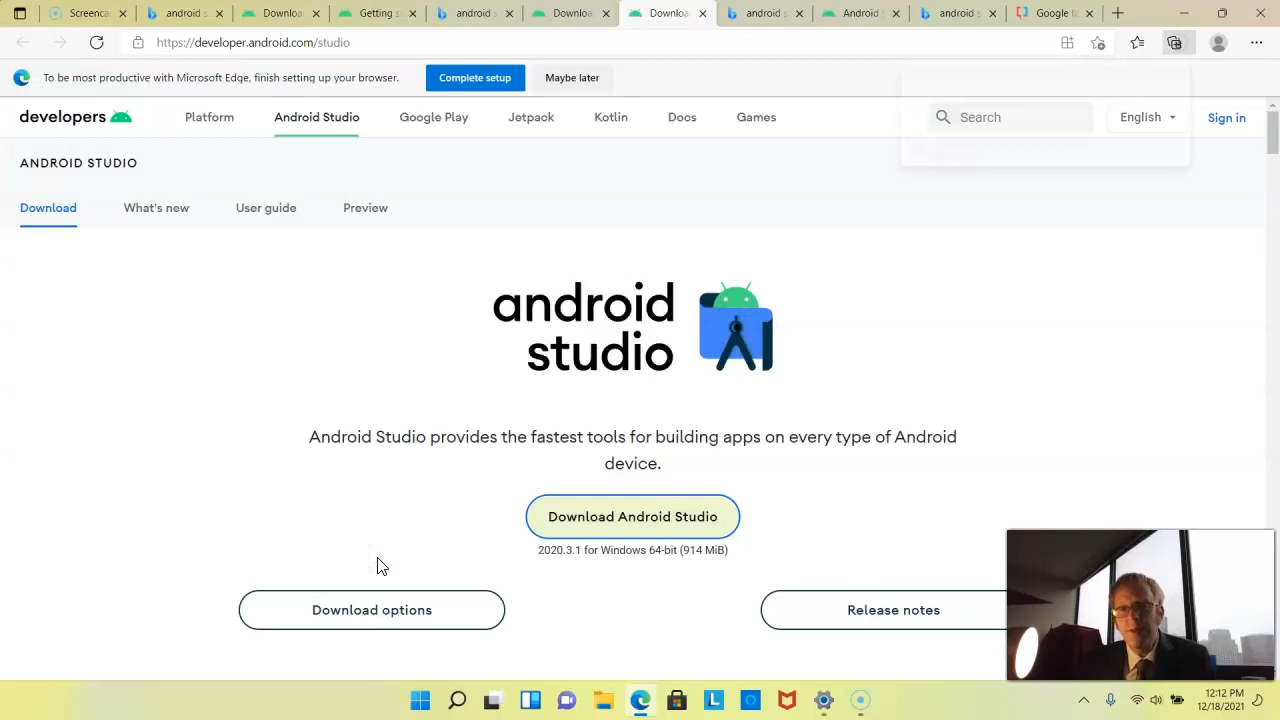 Screenca
android s
Downloa
Getting s
android s
Downloa
Downloa
android s
Android
android s
Google l
https://developer.android.com/studio
To be most productive with Microsoft Edge, finish setting up your browser.
Complete setup
Maybe later
developers
Platform
Android Studio
Google Play
Jetpack
Kotlin
Docs
Games
Search
English
Sign in
ANDROID STUDIO
Download
What's new
User guide
Preview
android
studio
Android Studio provides the fastest tools for building apps on every type of Android
device.
Download Android Studio
2020.3.1 for Windows 64-bit (914 MiB)
Download options
Release notes
12:12 PM
12/18/2021